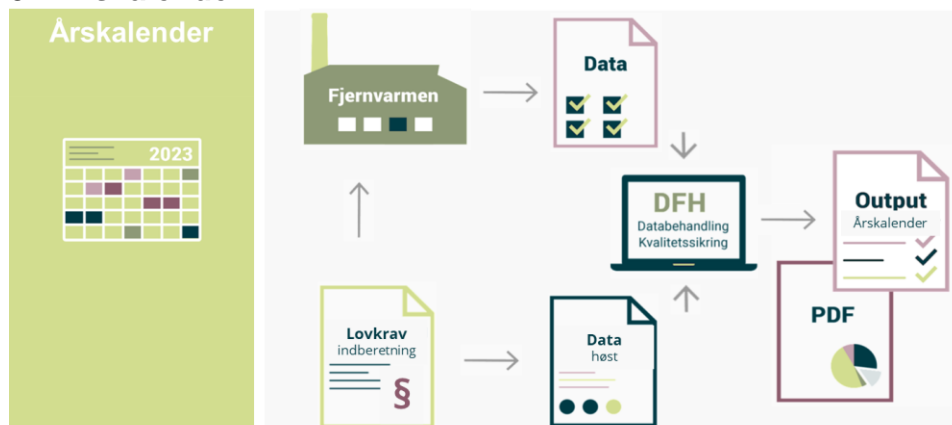 Årskalender
2023
Fjernvarmen
Data
DFH
Databehandling
Kvalitetssikring
Output
Årskalender
Lovkrav
indberetning
§
Data
høst
PDF